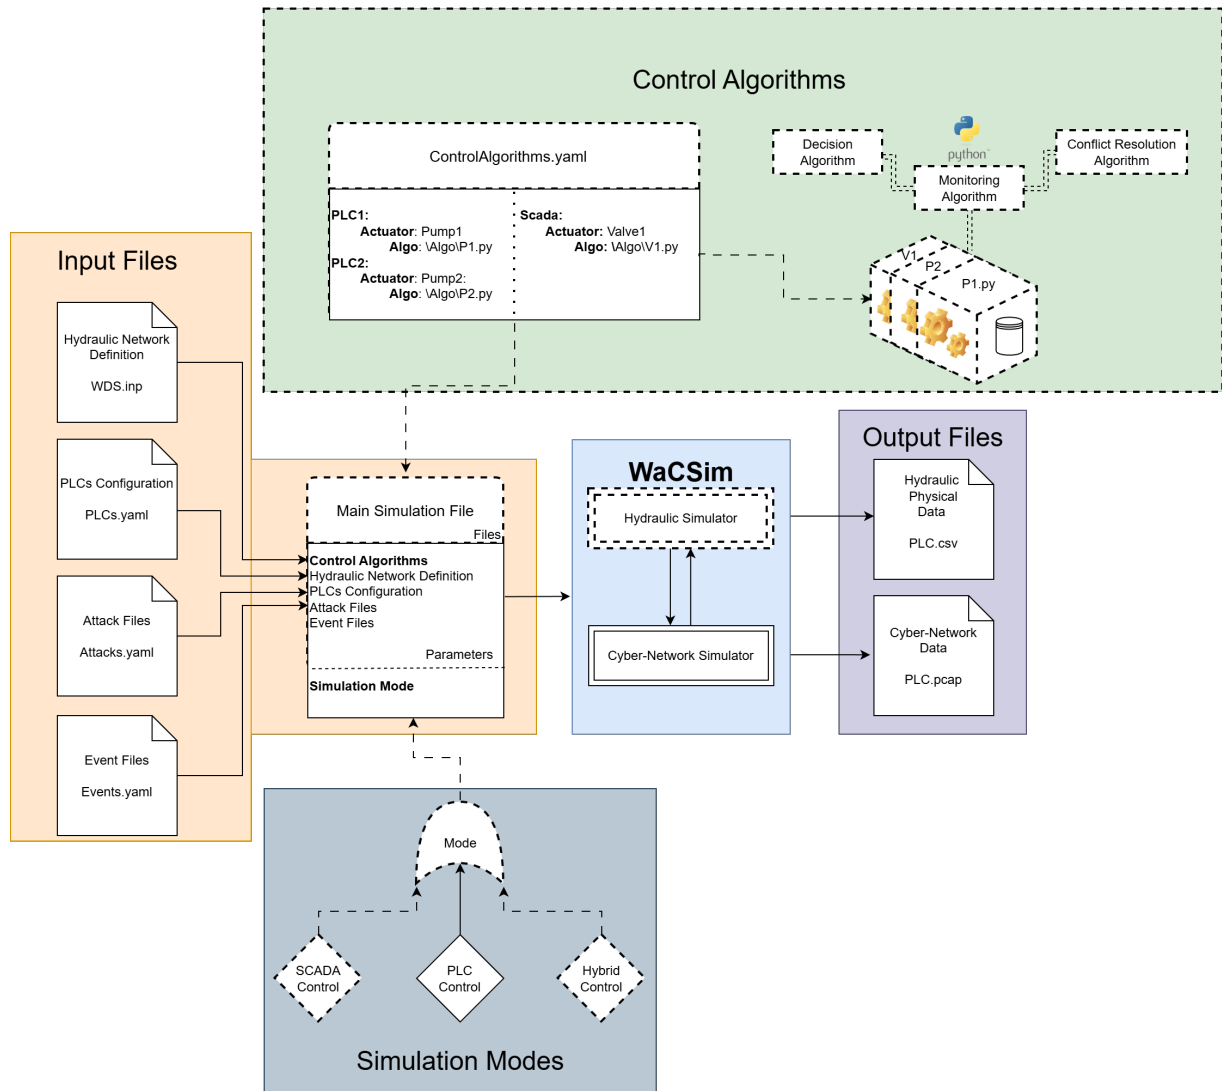 Control Algorithms
ControlAlgorithms.yaml
PLC1:
Actuator: Pump1
Algo: \Algo\P1.py
PLC2:
Actuator: Pump2:
Algo: \Algo\P2.py
Scada:
Actuator: Valve1
Algo: \Algo\V1.py
python
Decision
Algorithm
Monitoring
Algorithm
Conflict Resolution
Algorithm
V1
P2
P1.py
Input Files
Hydraulic Network
Definition
WDS.inp
PLCs Configuration
PLCs.yaml
Attack Files
Attacks.yaml
Event Files
Events.yaml
Main Simulation File
Files
Control Algorithms
Hydraulic Network Definition
PLCs Configuration
Attack Files
Event Files
Parameters
Simulation Mode
WaCSim
Hydraulic Simulator
Cyber-Network Simulator
Output Files
Hydraulic
Physical
Data
PLC.csv
Cyber-Network
Data
PLC.pcap
Mode
SCADA
Control
PLC
Control
Hybrid
Control
Simulation Modes